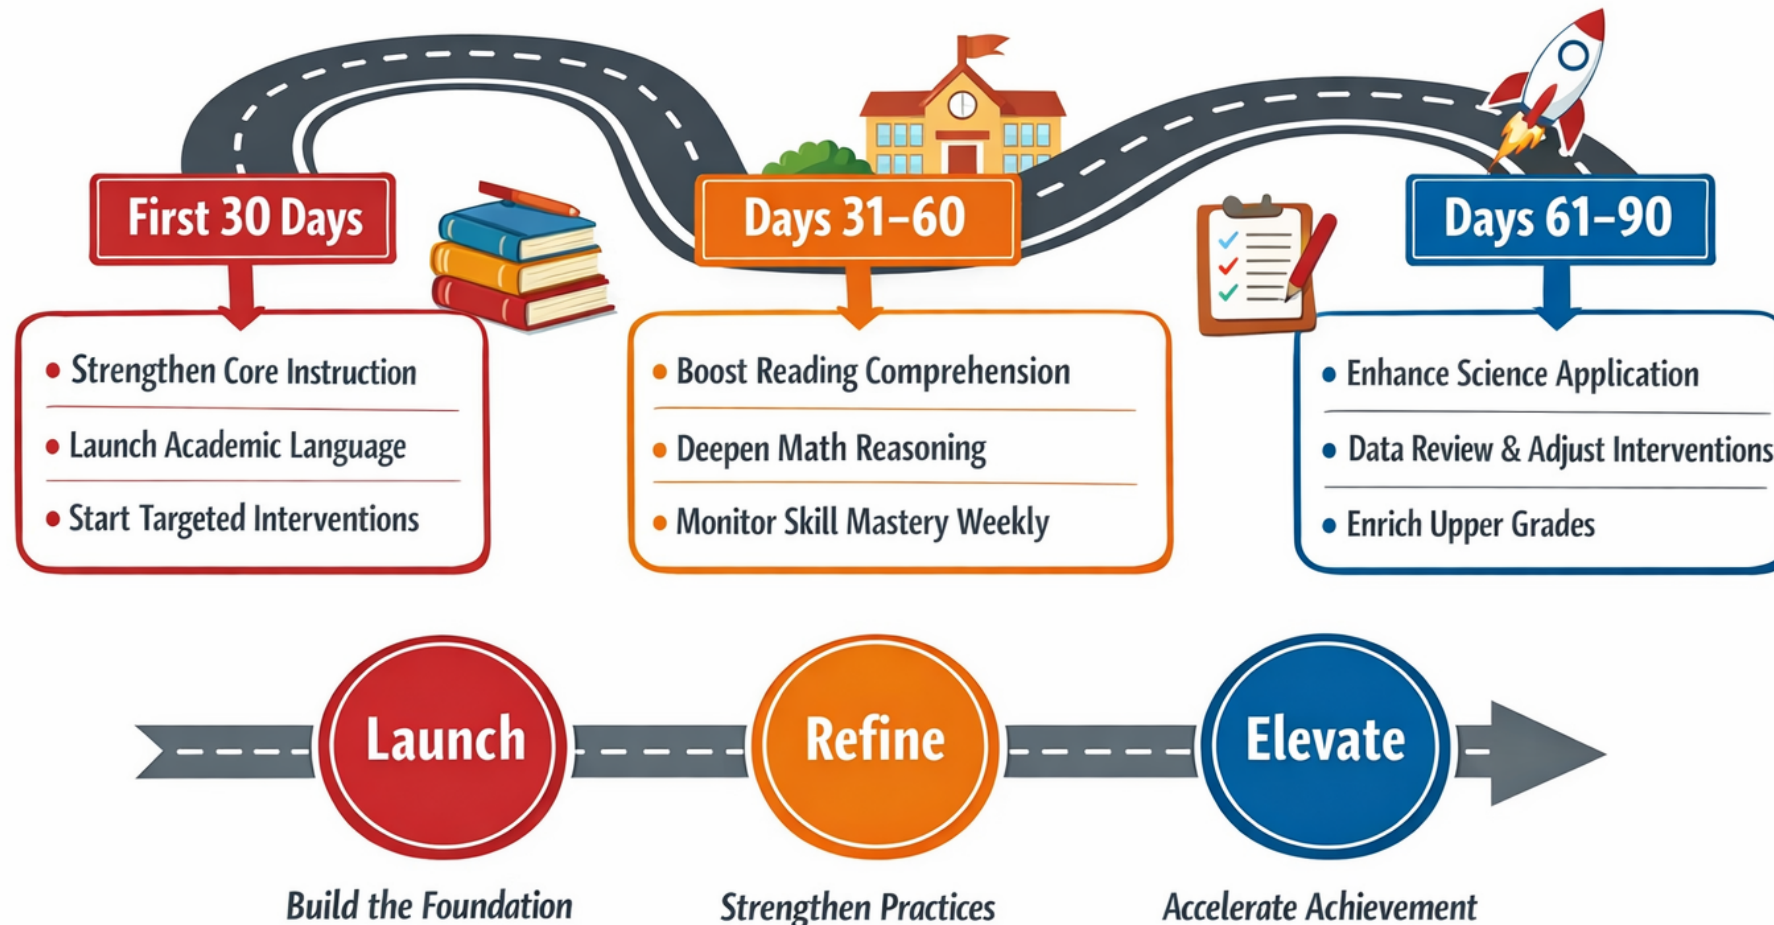 First 30 Days
Days 31–60
Days 61–90
• Strengthen Core Instruction
• Launch Academic Language
• Start Targeted Interventions
• Boost Reading Comprehension
• Deepen Math Reasoning
• Monitor Skill Mastery Weekly
• Enhance Science Application
• Data Review & Adjust Interventions
• Enrich Upper Grades
Launch
Refine
Elevate
Build the Foundation
Strengthen Practices
Accelerate Achievement